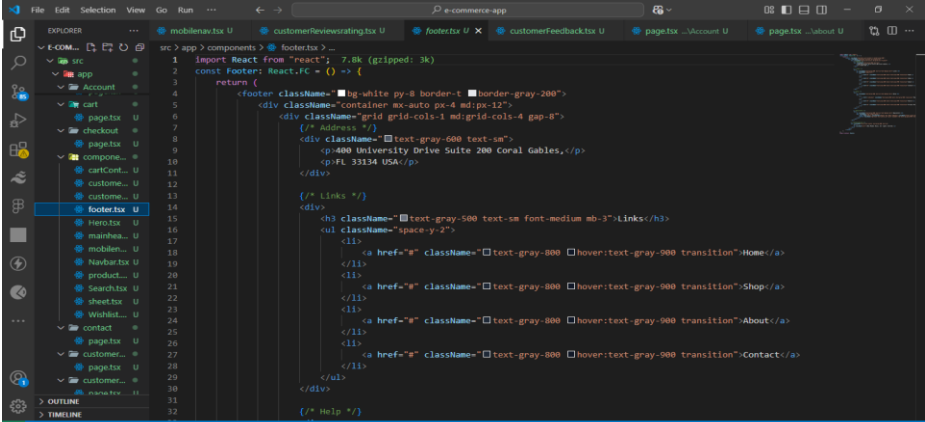 File Edit Selection View Go Run ...
e-commerce-app
EXPLORER
mobilenav.tsx U
customerReviewsrating.tsx U
footer.tsx U
customerFeedback.tsx U
page.tsx ...\Account U
page.tsx ...\about U
E-COM...
src > app > components > footer.tsx > ...
src
app
Account
cart
page.tsx U
checkout
page.tsx U
compone...
cartCont... U
custome... U
custome... U
footer.tsx U
Hero.tsx U
mainhea... U
mobilen... U
Navbar.tsx U
product... U
Search.tsx U
sheet.tsx U
Wishlist.... U
contact
page.tsx U
customer...
page.tsx U
customer...
page.tsx U
OUTLINE
TIMELINE
1 import React from "react"; 7.8k (gzipped: 3k)
2 const Footer: React.FC = () => {
3 return (
4 <footer className="bg-white py-8 border-t border-gray-200">
5 <div className="container mx-auto px-4 md:px-12">
6 <div className="grid grid-cols-1 md:grid-cols-4 gap-8">
7 {/* Address */}
8 <div className="text-gray-600 text-sm">
9 <p>400 University Drive Suite 200 Coral Gables,</p>
10 <p>FL 33134 USA</p>
11 </div>
12
13 {/* Links */}
14 <div>
15 <h3 className="text-gray-500 text-sm font-medium mb-3">Links</h3>
16 <ul className="space-y-2">
17 <li>
18 <a href="#" className="text-gray-800 hover:text-gray-900 transition">Home</a>
19 </li>
20 <li>
21 <a href="#" className="text-gray-800 hover:text-gray-900 transition">Shop</a>
22 </li>
23 <li>
24 <a href="#" className="text-gray-800 hover:text-gray-900 transition">About</a>
25 </li>
26 <li>
27 <a href="#" className="text-gray-800 hover:text-gray-900 transition">Contact</a>
28 </li>
29 </ul>
30 </div>
31
32 {/* Help */}